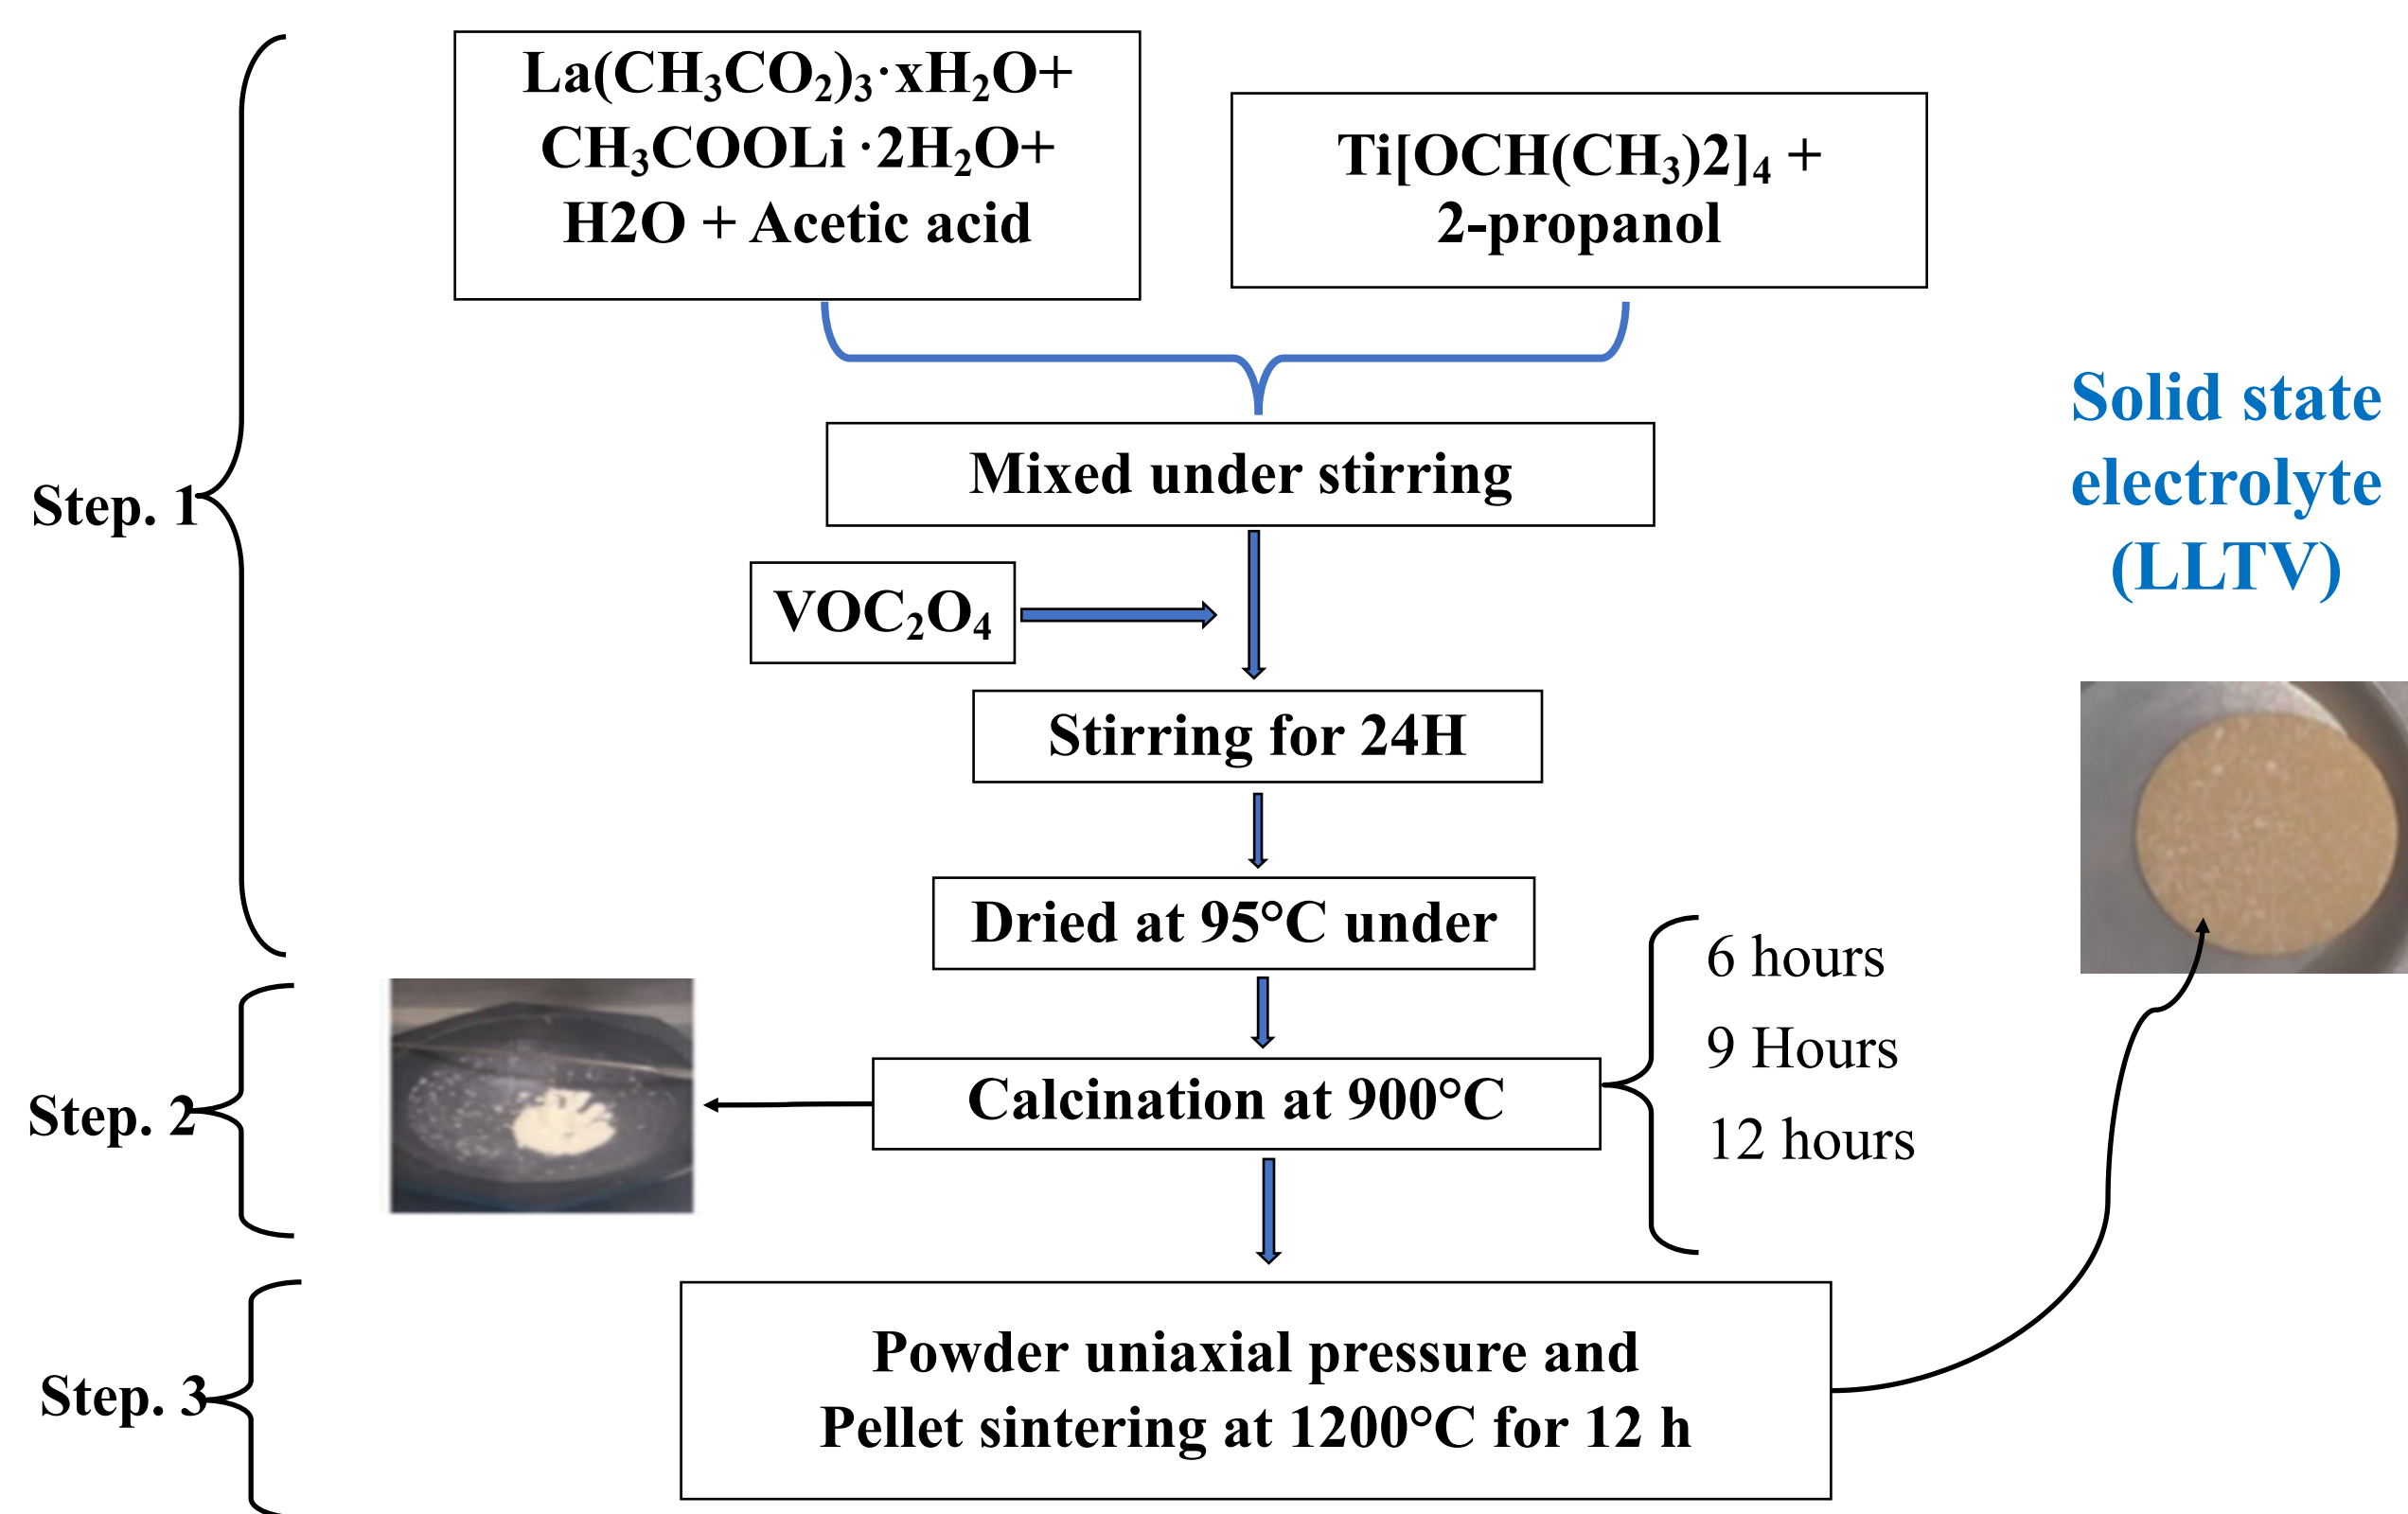 La(CH₃CO₂)₃·xH₂O+
CH₃COOLi ·2H₂O+
H2O + Acetic acid
Ti[OCH(CH₃)2]₄ +
2-propanol
Mixed under stirring
Step. 1
VOC₂O₄
Stirring for 24H
Dried at 95°C under
Solid state
electrolyte
(LLTV)
Step. 2
Calcination at 900°C
6 hours
9 Hours
12 hours
Step. 3
Powder uniaxial pressure and
Pellet sintering at 1200°C for 12 h